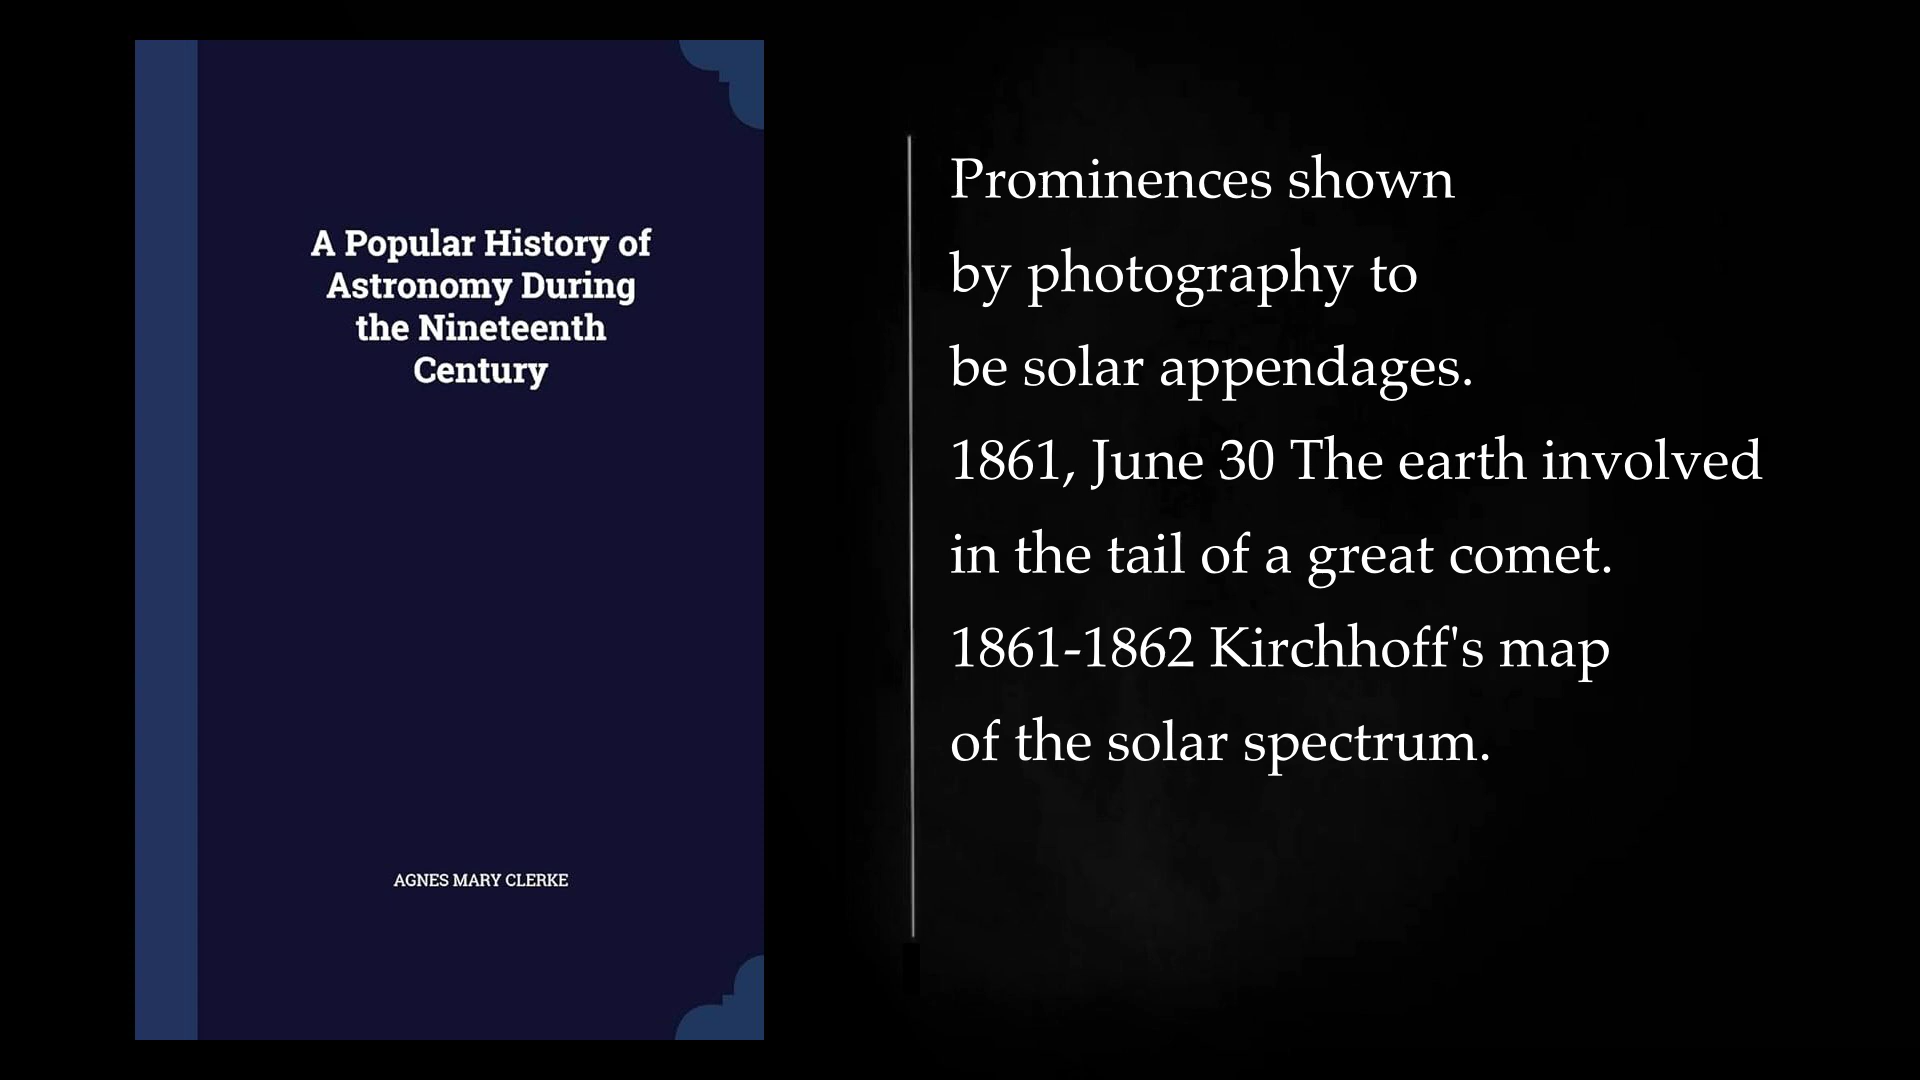 A Popular History of
Astronomy During
the Nineteenth
Century
AGNES MARY CLERKE
Prominences shown
by photography to
be solar appendages.
1861, June 30 The earth involved
in the tail of a great comet.
1861-1862 Kirchhoff's map
of the solar spectrum.